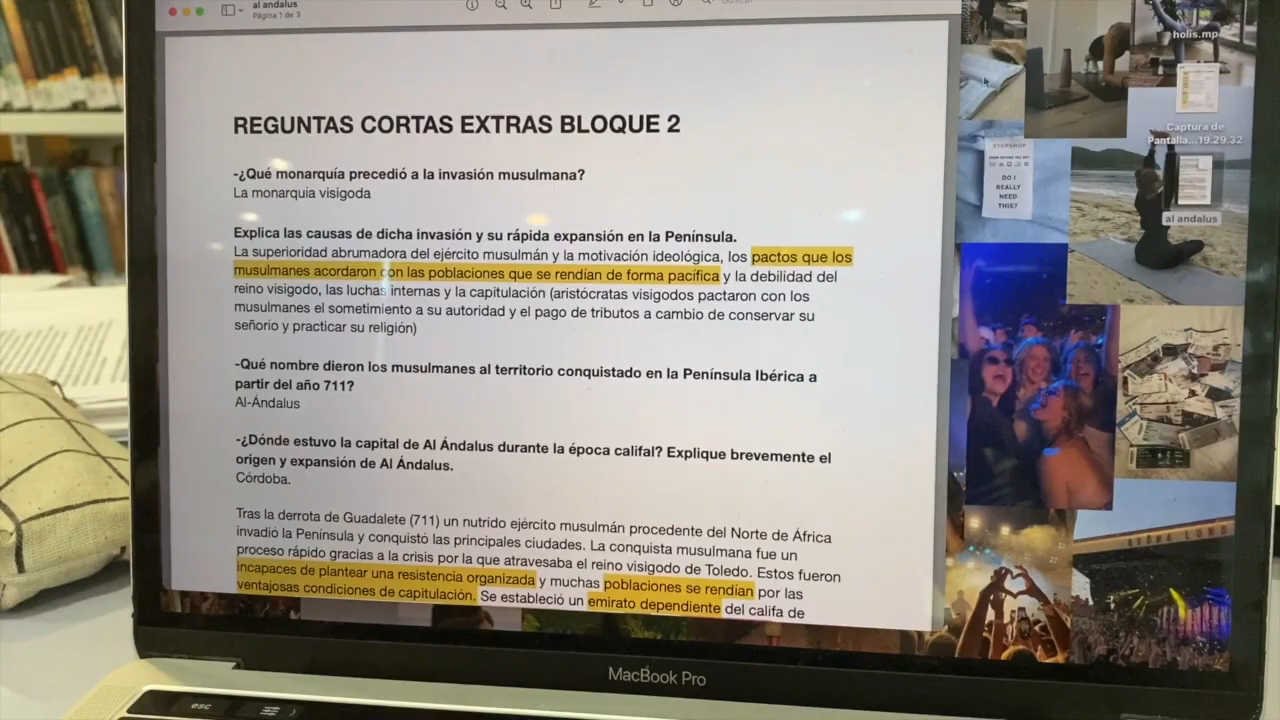 al andalus
Página 1 de 3
Buscar
REGUNTAS CORTAS EXTRAS BLOQUE 2
-¿Qué monarquía precedió a la invasión musulmana?
La monarquia visigoda
Explica las causas de dicha invasión y su rápida expansión en la Península.
La superioridad abrumadora del ejército musulmán y la motivación ideológica, los pactos que los
musulmanes acordaron con las poblaciones que se rendían de forma pacífica y la debilidad del
reino visigodo, las luchas internas y la capitulación (aristócratas visigodos pactaron con los
musulmanes el sometimiento a su autoridad y el pago de tributos a cambio de conservar su
señorio y practicar su religión)
-Qué nombre dieron los musulmanes al territorio conquistado en la Península Ibérica a
partir del año 711?
Al-Ándalus
-¿Dónde estuvo la capital de Al Ándalus durante la época califal? Explique brevemente el
origen y expansión de Al Ándalus.
Córdoba.
Tras la derrota de Guadalete (711) un nutrido ejército musulmán procedente del Norte de África
invadió la Península y conquistó las principales ciudades. La conquista musulmana fue un
proceso rápido gracias a la crisis por la que atravesaba el reino visigodo de Toledo. Estos fueron
incapaces de plantear una resistencia organizada y muchas poblaciones se rendían por las
ventajosas condiciones de capitulación. Se estableció un emirato dependiente del califa de
holis.mp
Captura de
Pantalla...19.29.32
al andalus
STOPSHOP
DO I
REALLY
NEED
THIS?
MacBook Pro
esc